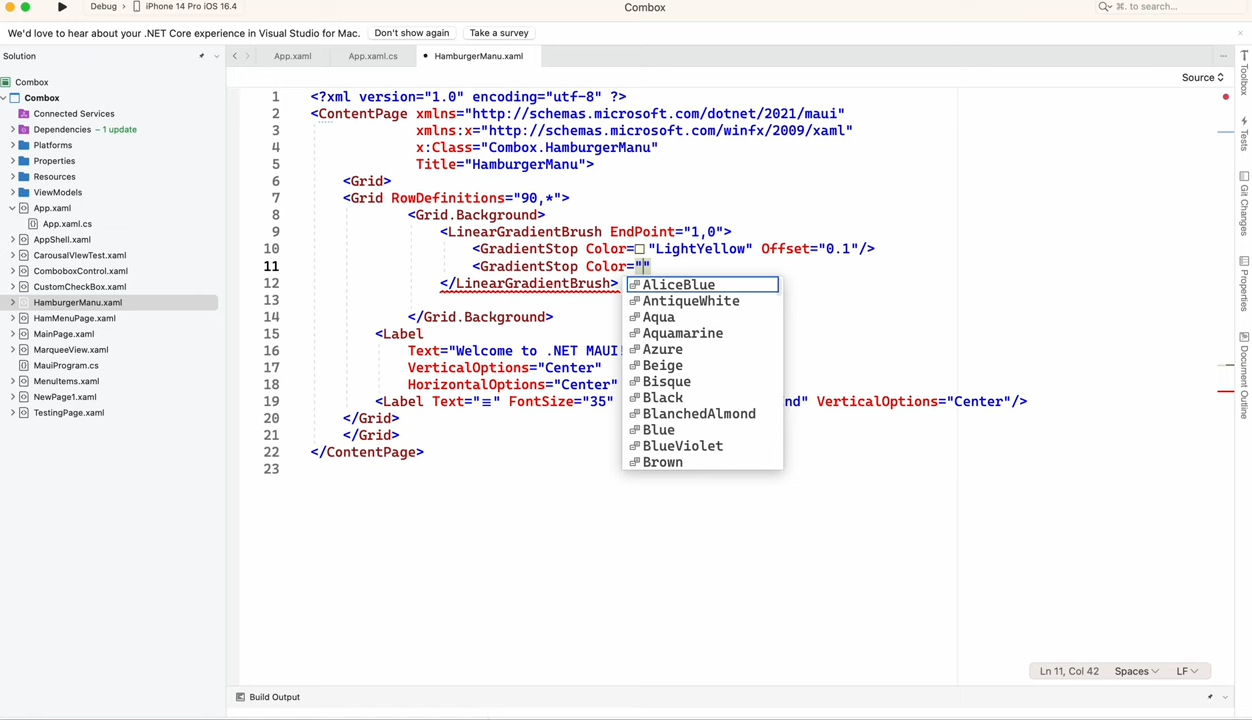 Debug › iPhone 14 Pro iOS 16.4
Combox
⌘. to search...
We'd love to hear about your .NET Core experience in Visual Studio for Mac.
Don't show again
Take a survey
Solution
App.xaml
App.xaml.cs
HamburgerManu.xaml
Source
Combox
Combox
Connected Services
Dependencies – 1 update
Platforms
Properties
Resources
ViewModels
App.xaml
App.xaml.cs
AppShell.xaml
CarousalVIewTest.xaml
ComboboxControl.xaml
CustomCheckBox.xaml
HamburgerManu.xaml
HamMenuPage.xaml
MainPage.xaml
MarqueeView.xaml
MauiProgram.cs
MenuItems.xaml
NewPage1.xaml
TestingPage.xaml
1 <?xml version="1.0" encoding="utf-8" ?>
2 <ContentPage xmlns="http://schemas.microsoft.com/dotnet/2021/maui"
3 xmlns:x="http://schemas.microsoft.com/winfx/2009/xaml"
4 x:Class="Combox.HamburgerManu"
5 Title="HamburgerManu">
6 <Grid>
7 <Grid RowDefinitions="90,*">
8 <Grid.Background>
9 <LinearGradientBrush EndPoint="1,0">
10 <GradientStop Color="LightYellow" Offset="0.1"/>
11 <GradientStop Color=""
12 </LinearGradientBrush>
13
14 </Grid.Background>
15 <Label
16 Text="Welcome to .NET MAUI!
17 VerticalOptions="Center"
18 HorizontalOptions="Center"
19 <Label Text="≡" FontSize="35" nd VerticalOptions="Center"/>
20 </Grid>
21 </Grid>
22 </ContentPage>
23
AliceBlue
AntiqueWhite
Aqua
Aquamarine
Azure
Beige
Bisque
Black
BlanchedAlmond
Blue
BlueViolet
Brown
Toolbox
Tests
Git Changes
Properties
Document Outline
Ln 11, Col 42 Spaces LF
Build Output